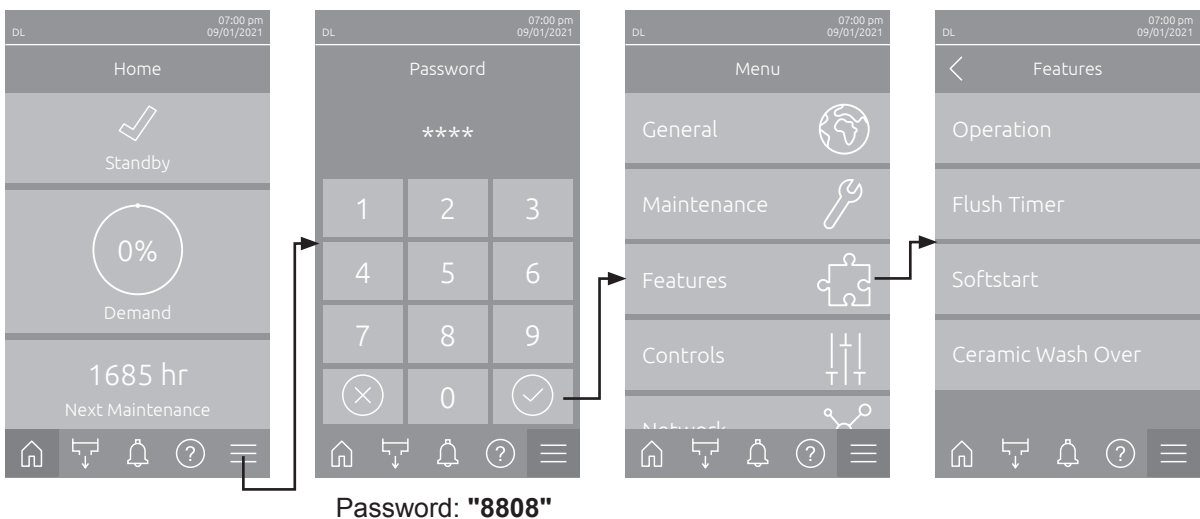 DL
07:00 pm
09/01/2021
Home
Standby
0%
Demand
1685 hr
Next Maintenance
?
DL
07:00 pm
09/01/2021
Password
****
1 2 3
4 5 6
7 8 9
0
?
Password: "8808"
DL
07:00 pm
09/01/2021
Menu
General
Maintenance
Features
Controls
Network
?
DL
07:00 pm
09/01/2021
Features
Operation
Flush Timer
Softstart
Ceramic Wash Over
?